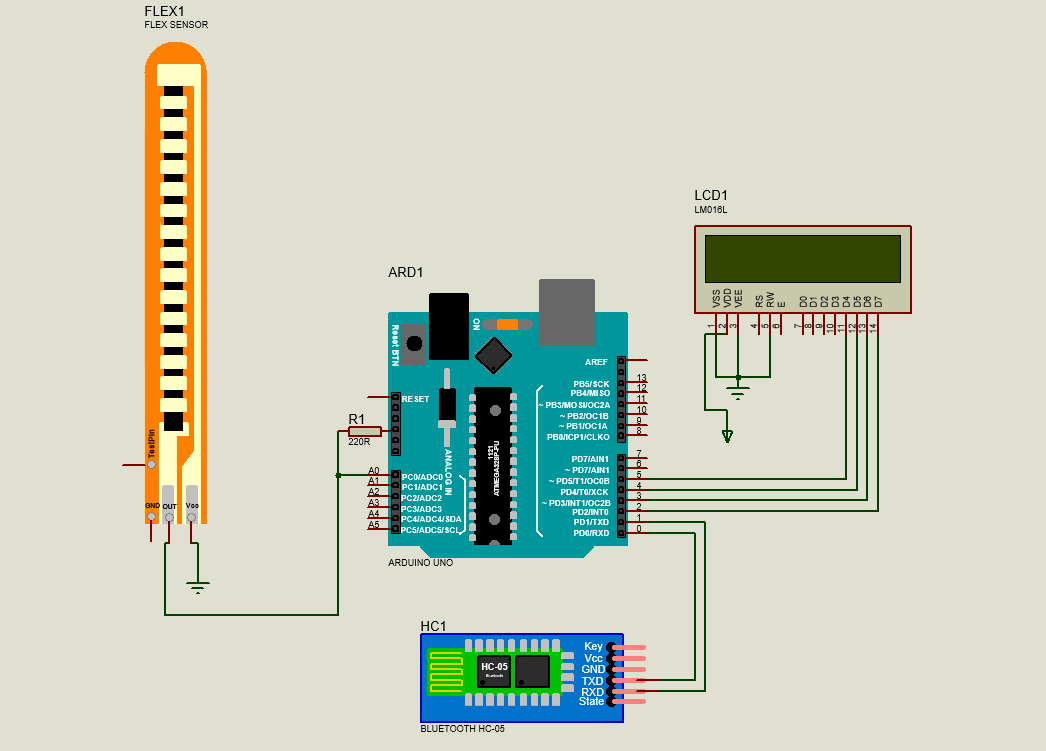 FLEX1
FLEX SENSOR
TestPin
GND
OUT
Vcc
LCD1
LM016L
VSS
VDD
VEE
RS
RW
E
D0
D1
D2
D3
D4
D5
D6
D7
1
2
3
4
5
6
7
8
9
10
11
12
13
14
ARD1
Reset BTN
ON
RESET
R1
220R
A0
A1
A2
A3
A4
A5
PC0/ADC0
PC1/ADC1
PC2/ADC2
PC3/ADC3
PC4/ADC4/SDA
PC5/ADC5/SCL
ANALOG IN
1121
ATMEGA328P-PU
AREF
PB5/SCK 13
PB4/MISO 12
~ PB3/MOSI/OC2A 11
~ PB2/OC1B 10
~ PB1/OC1A 9
PB0/ICP1/CLKO 8
PD7/AIN1 7
~ PD7/AIN1 6
~ PD5/T1/OC0B 5
PD4/T0/XCK 4
~ PD3/INT1/OC2B 3
PD2/INT0 2
PD1/TXD 1
PD0/RXD 0
ARDUINO UNO
HC1
HC-05
Bluetooth
Key
Vcc
GND
TXD
RXD
State
BLUETOOTH HC-05